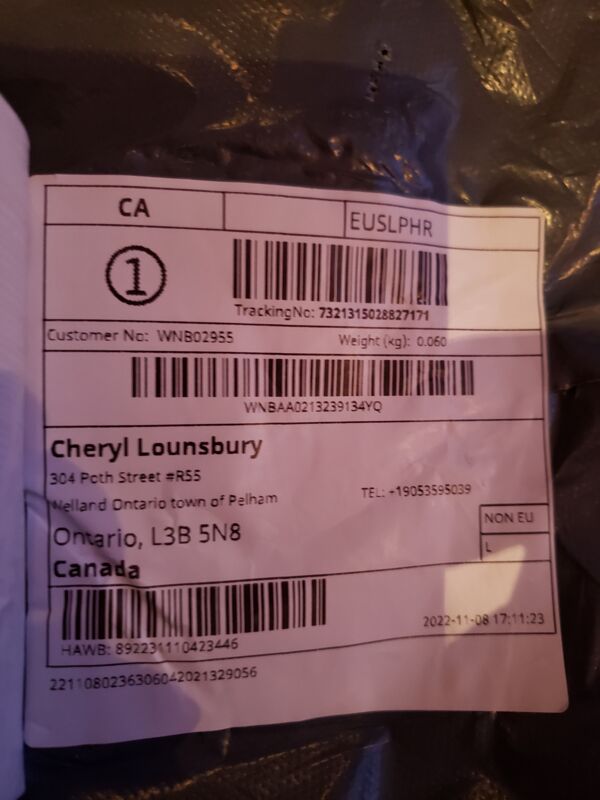 CA
EUSLPHR
1
TrackingNo: 7321315028827171
Customer No: WNB02955 Weight (kg): 0.060
WNBAA0213239134YQ
Cheryl Lounsbury
304 Poth Street #R55
Welland Ontario town of Pelham
TEL: +19053595039
Ontario, L3B 5N8
NON EU
L
Canada
HAWB: 892231110423446
2022-11-08 17:11:23
2211080236306042021329056